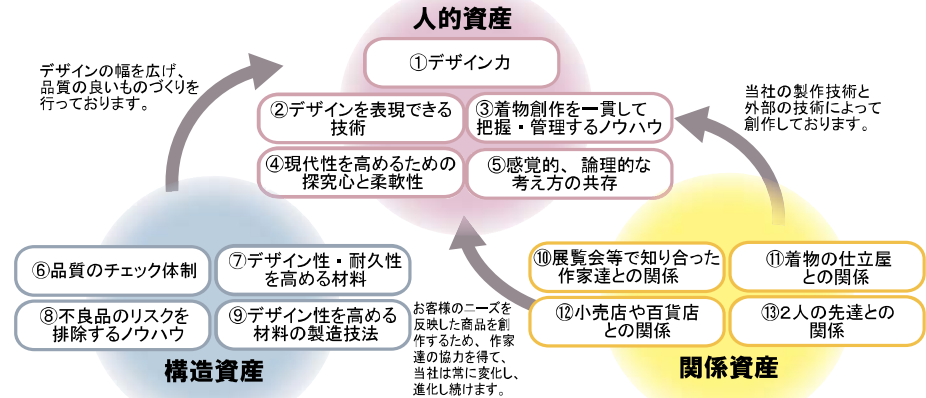 人的資産
①デザイン力
②デザインを表現できる
技術
③着物創作を一貫して
把握・管理するノウハウ
④現代性を高めるための
探究心と柔軟性
⑤感覚的、論理的な
考え方の共存
デザインの幅を広げ、
品質の良いものづくりを
行っております。
当社の製作技術と
外部の技術によって
創作しております。
⑥品質のチェック体制
⑦デザイン性・耐久性
を高める材料
⑧不良品のリスクを
排除するノウハウ
⑨デザイン性を高める
材料の製造技法
構造資産
お客様のニーズを
反映した商品を創
作するため、作家
達の協力を得て、
当社は常に変化し、
進化し続けます。
⑩展覧会等で知り合った
作家達との関係
⑪着物の仕立屋
との関係
⑫小売店や百貨店
との関係
⑬2人の先達との
関係
関係資産